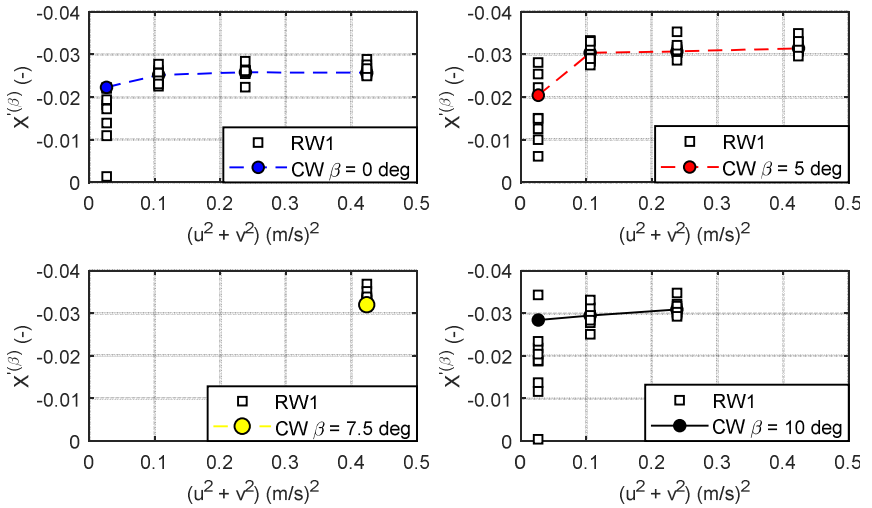 -0.04
-0.03
-0.02
-0.01
0
X'(β) (-)
RW1
CW β = 0 deg
0 0.1 0.2 0.3 0.4 0.5
(u² + v²) (m/s)²
-0.04
-0.03
-0.02
-0.01
0
X'(β) (-)
RW1
CW β = 5 deg
0 0.1 0.2 0.3 0.4 0.5
(u² + v²) (m/s)²
-0.04
-0.03
-0.02
-0.01
0
X'(β) (-)
RW1
CW β = 7.5 deg
0 0.1 0.2 0.3 0.4 0.5
(u² + v²) (m/s)²
-0.04
-0.03
-0.02
-0.01
0
X'(β) (-)
RW1
CW β = 10 deg
0 0.1 0.2 0.3 0.4 0.5
(u² + v²) (m/s)²